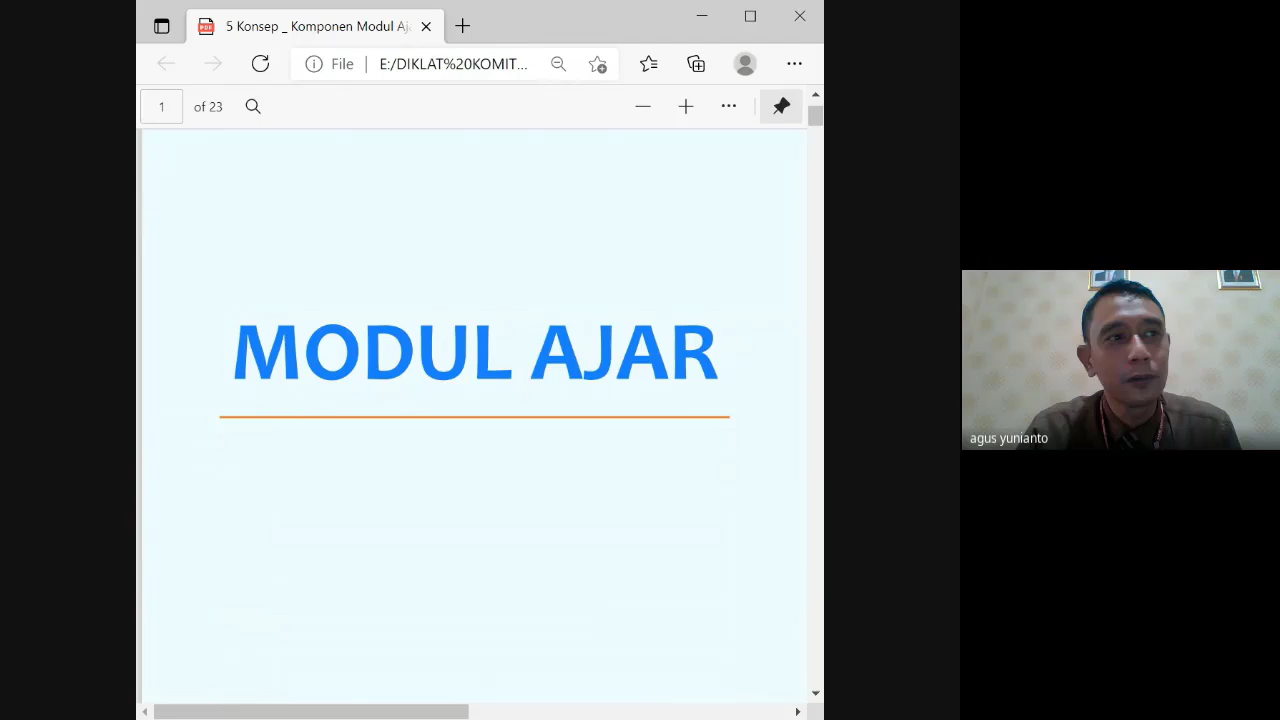 5 Konsep _ Komponen Modul Aj
File
E:/DIKLAT%20KOMIT...
1 of 23
MODUL AJAR
agus yunianto